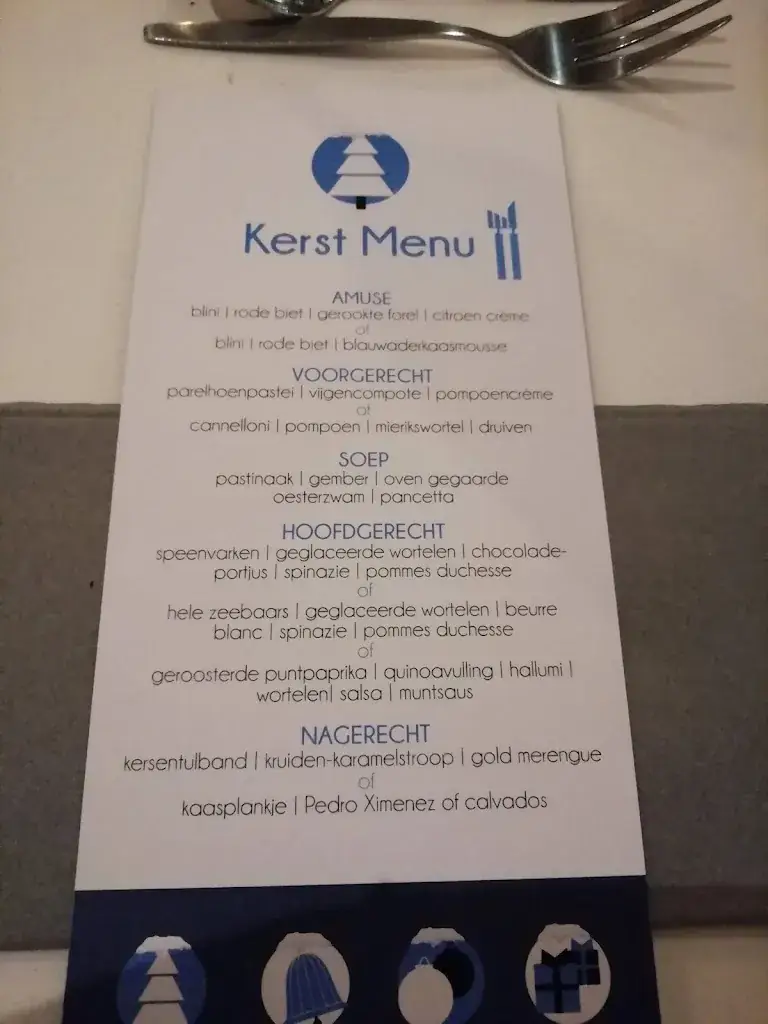 Kerst Menu
AMUSE
blini | rode biet | gerookte forel | citroen crème
of
blini | rode biet | blauwaderkaasmousse
VOORGERECHT
parelhoenpastei | vijgencompote | pompoencrème
of
cannelloni | pompoen | mierikswortel | druiven
SOEP
pastinaak | gember | oven gegaarde
oesterzwam | pancetta
HOOFDGERECHT
speenvarken | geglaceerde wortelen | chocolade-
portjus | spinazie | pommes duchesse
of
hele zeebaars | geglaceerde wortelen | beurre
blanc | spinazie | pommes duchesse
of
geroosterde puntpaprika | quinoavulling | hallumi |
wortelen| salsa | muntsaus
NAGERECHT
kersentulband | kruiden-karamelstroop | gold merengue
of
kaasplankje | Pedro Ximenez of calvados